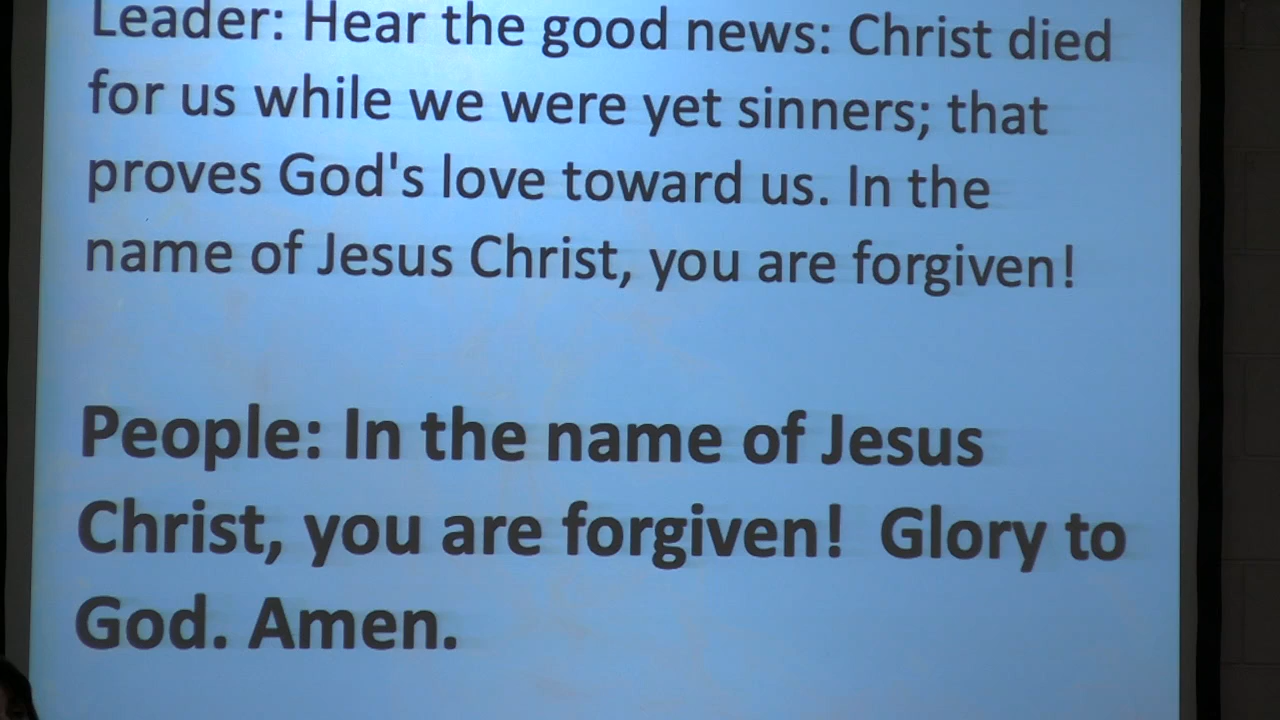 Leader: Hear the good news: Christ died
for us while we were yet sinners; that
proves God's love toward us. In the
name of Jesus Christ, you are forgiven!
People: In the name of Jesus
Christ, you are forgiven!  Glory to
God. Amen.